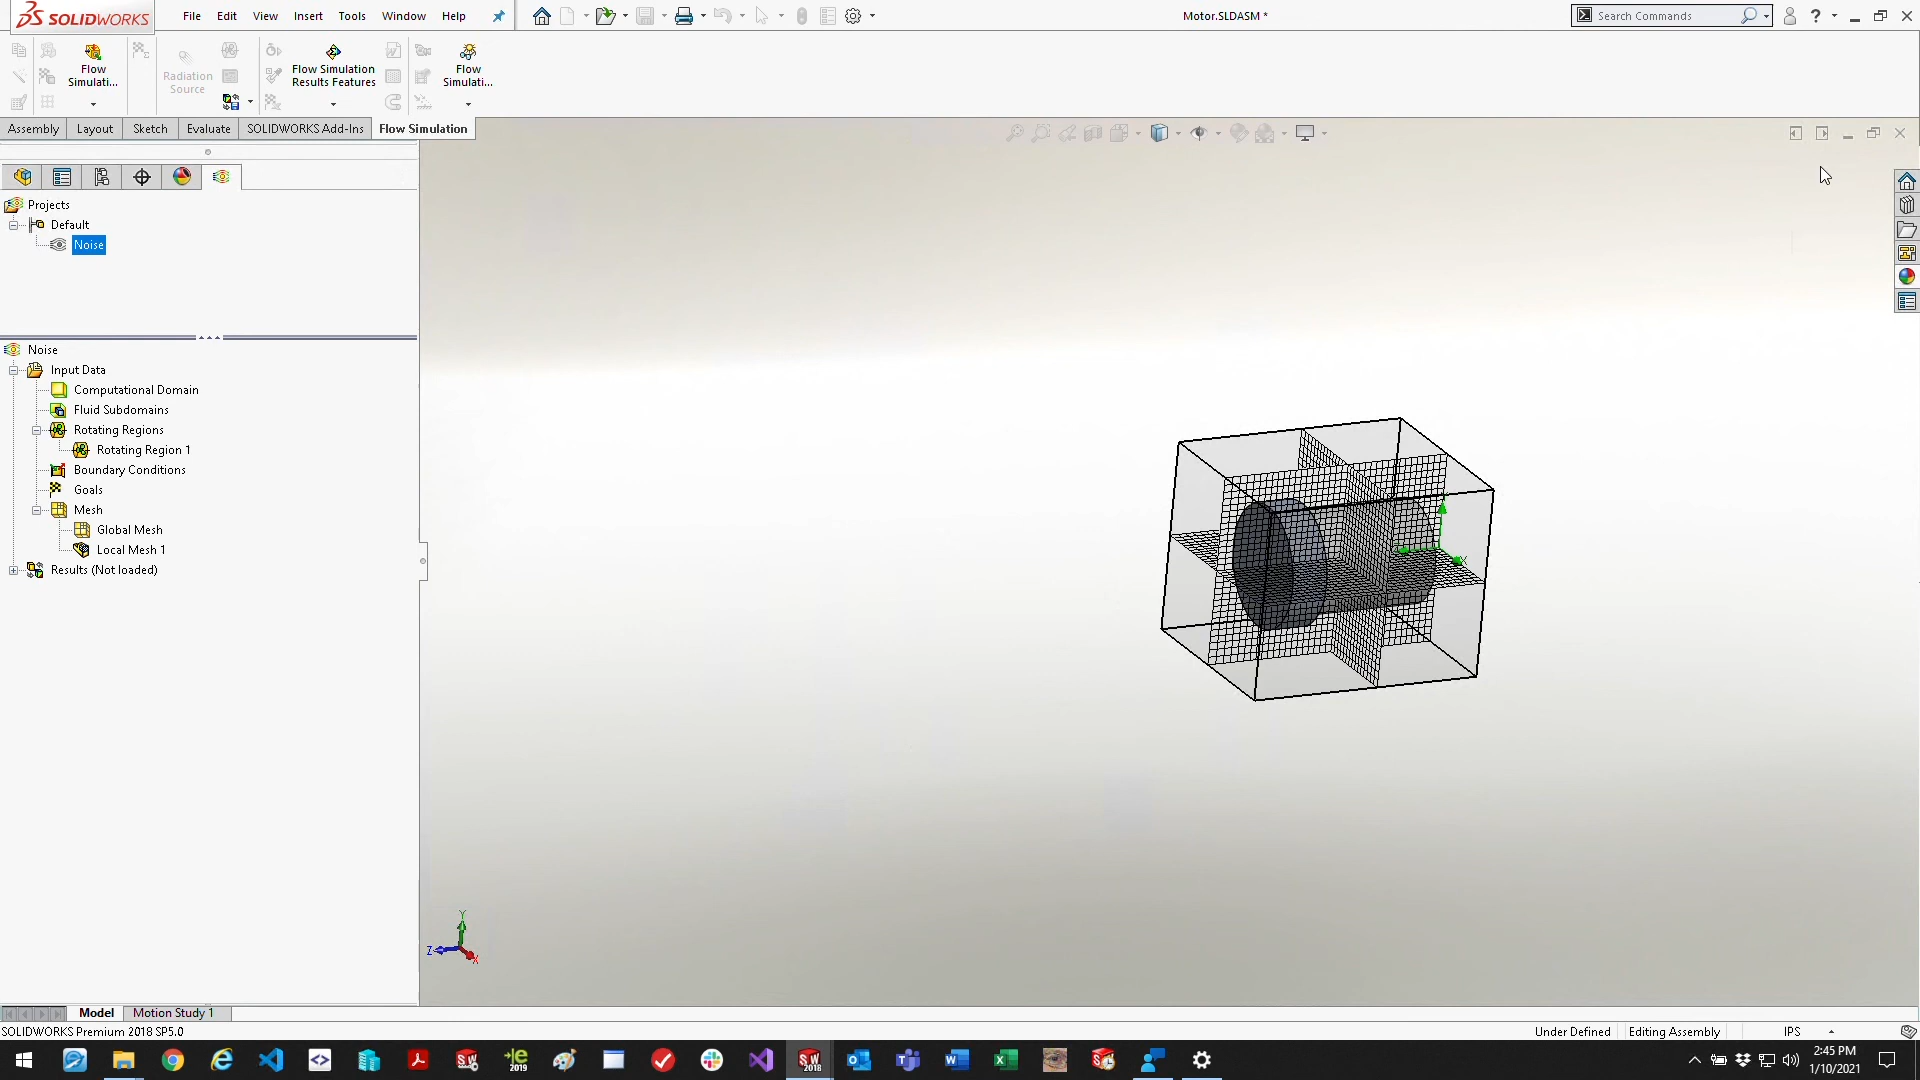 SOLIDWORKS
File Edit View Insert Tools Window Help
Motor.SLDASM *
Search Commands
Flow Simulati...
Radiation Source
Flow Simulation Results Features
Flow Simulati...
Assembly Layout Sketch Evaluate SOLIDWORKS Add-Ins Flow Simulation
Projects
Default
Noise
Noise
Input Data
Computational Domain
Fluid Subdomains
Rotating Regions
Rotating Region 1
Boundary Conditions
Goals
Mesh
Global Mesh
Local Mesh 1
Results (Not loaded)
X
Y
Z
X
Model Motion Study 1
SOLIDWORKS Premium 2018 SP5.0
Under Defined Editing Assembly IPS
2:45 PM
1/10/2021